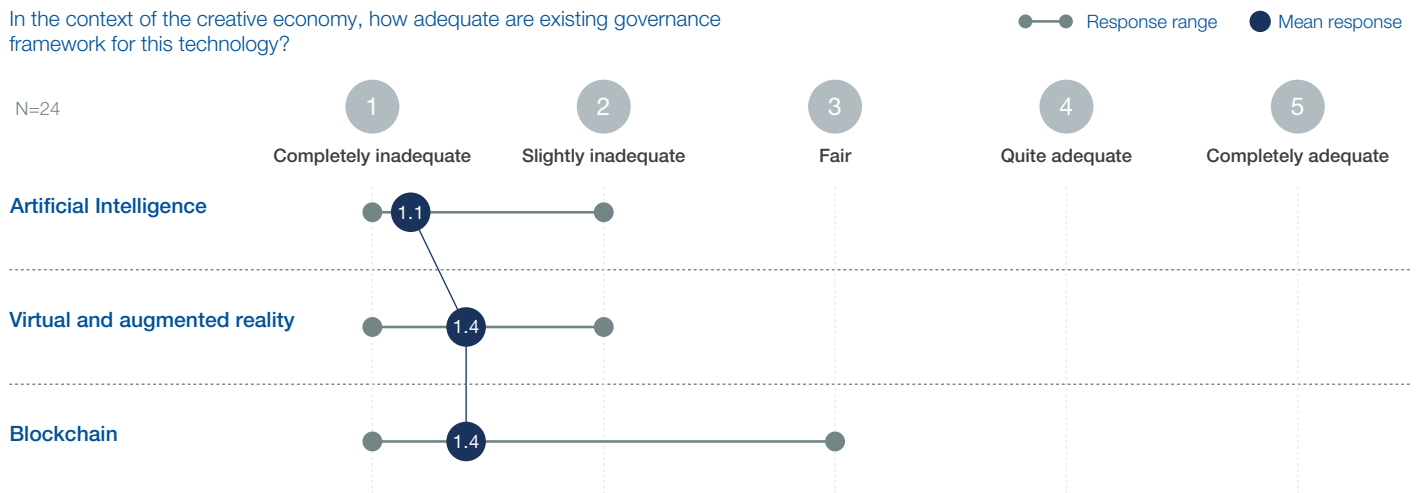 In the context of the creative economy, how adequate are existing governance
framework for this technology?
Response range
Mean response
N=24
1
2
3
4
5
Completely inadequate
Slightly inadequate
Fair
Quite adequate
Completely adequate
Artificial Intelligence
1.1
Virtual and augmented reality
1.4
Blockchain
1.4